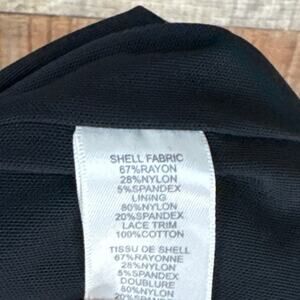 SHELL FABRIC
67%RAYON
28%NYLON
5%SPANDEX
LINING
80%NYLON
20%SPANDEX
LACE TRIM
100%COTTON
TISSU DE SHELL
67%RAYONNE
28%NYLON
5%SPANDEX
DOUBLURE
80%NYLON
20%SPANDEX